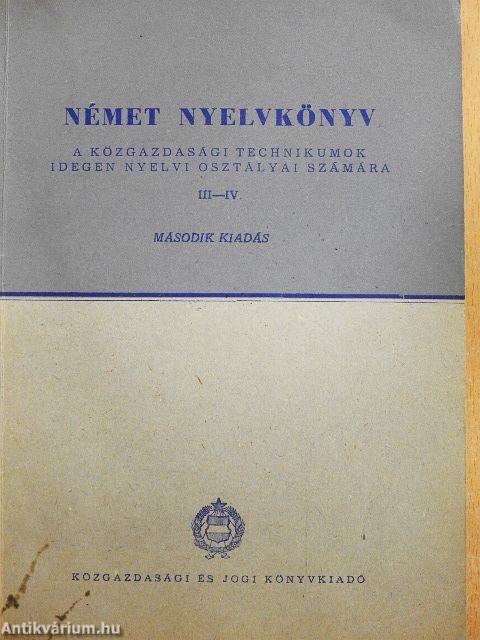 NÉMET NYELVKÖNYV
A KÖZGAZDASÁGI TECHNIKUMOK
IDEGEN NYELVI OSZTÁLYAI SZÁMÁRA
III—IV.
MÁSODIK KIADÁS
KÖZGAZDASÁGI ÉS JOGI KÖNYVKIADÓ
Antikvárium.hu